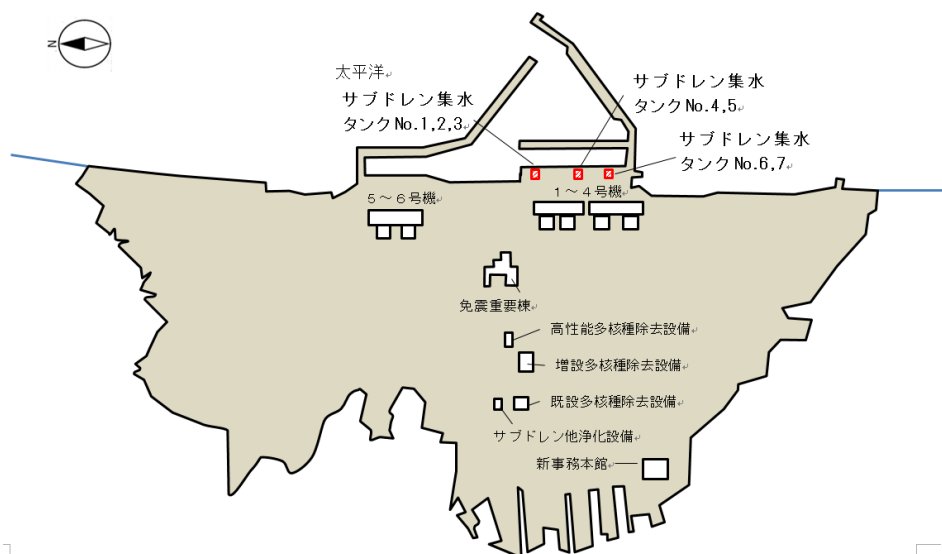 N
太平洋
サブドレン集水
タンクNo.1,2,3
サブドレン集水
タンクNo.4,5
サブドレン集水
タンクNo.6,7
5～6号機
1～4号機
免震重要棟
高性能多核種除去設備
増設多核種除去設備
既設多核種除去設備
サブドレン他浄化設備
新事務本館